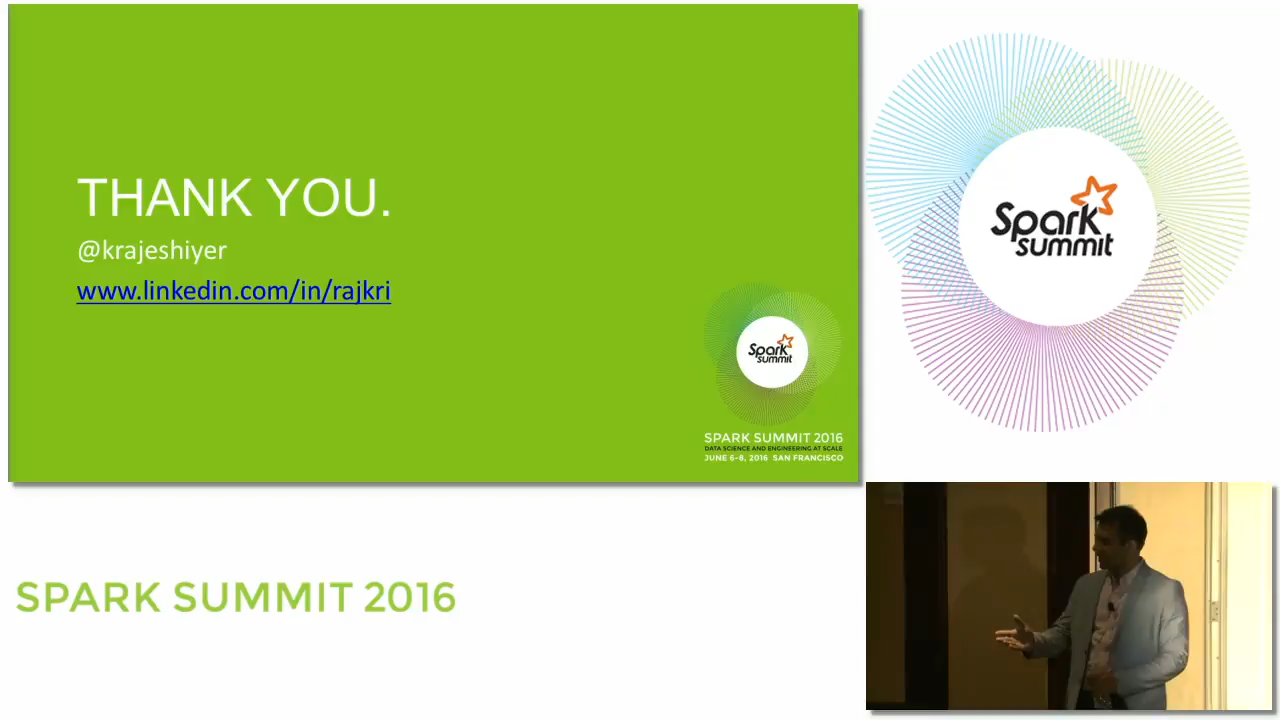 THANK YOU.
@krajeshiyer
www.linkedin.com/in/rajkri
Spark
summit
SPARK SUMMIT 2016
DATA SCIENCE AND ENGINEERING AT SCALE
JUNE 6-8, 2016 SAN FRANCISCO
Spark
summit
SPARK SUMMIT 2016